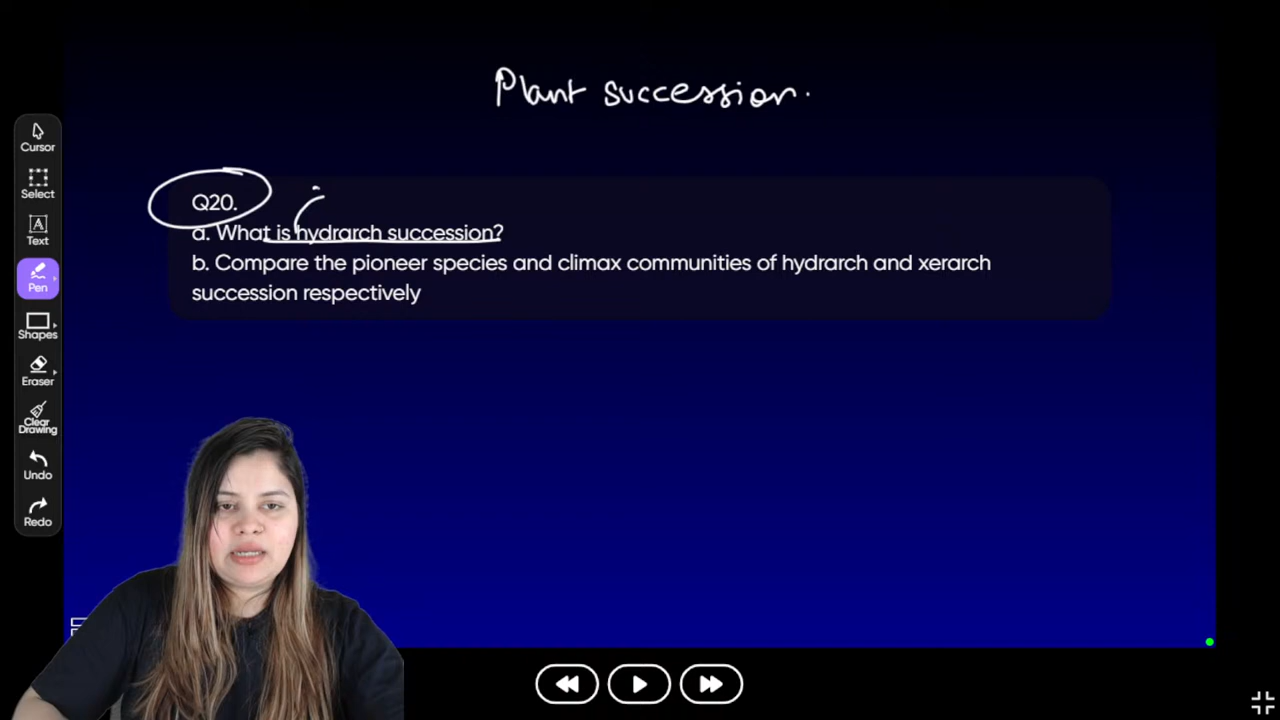 Plant succession.
Q20.
a. What is hydrarch succession?
b. Compare the pioneer species and climax communities of hydrarch and xerarch
succession respectively
Cursor
Select
Text
Pen
Shapes
Eraser
Clear
Drawing
Undo
Redo